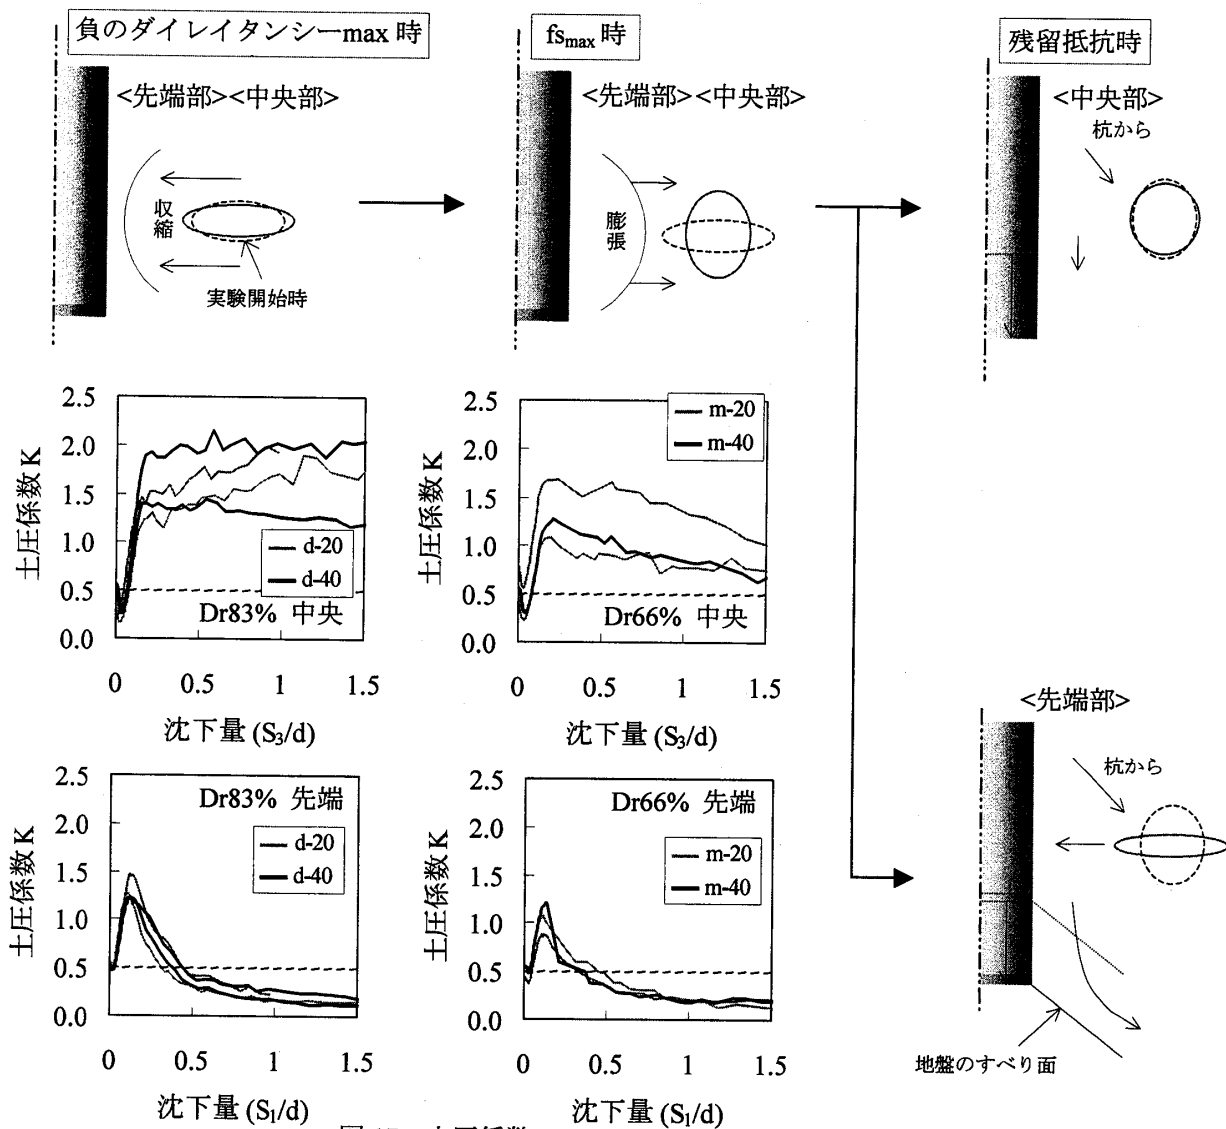 負のダイレイタンシーmax 時
<先端部><中央部>
収縮
実験開始時
fsmax 時
<先端部><中央部>
膨張
残留抵抗時
<中央部>
杭から
2.5
2.0
1.5
1.0
0.5
0.0
土圧係数 K
d-20
d-40
Dr83% 中央
0 0.5 1 1.5
沈下量 (S3/d)
2.5
2.0
1.5
1.0
0.5
0.0
土圧係数 K
m-20
m-40
Dr66% 中央
0 0.5 1 1.5
沈下量 (S3/d)
2.5
2.0
1.5
1.0
0.5
0.0
土圧係数 K
Dr83% 先端
d-20
d-40
0 0.5 1 1.5
沈下量 (S1/d)
2.5
2.0
1.5
1.0
0.5
0.0
土圧係数 K
Dr66% 先端
m-20
m-40
0 0.5 1 1.5
沈下量 (S1/d)
<先端部>
杭から
地盤のすべり面